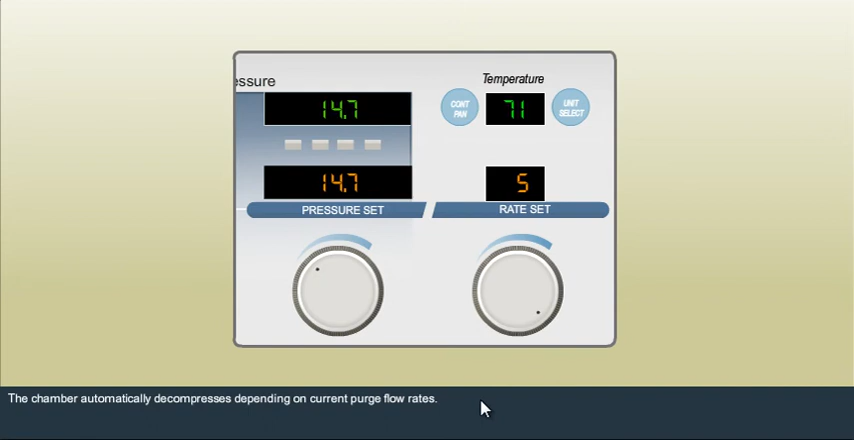 essure
Temperature
14.7
CONT
PAN
71
UNIT
SELECT
14.7
5
PRESSURE SET
RATE SET
The chamber automatically decompresses depending on current purge flow rates.